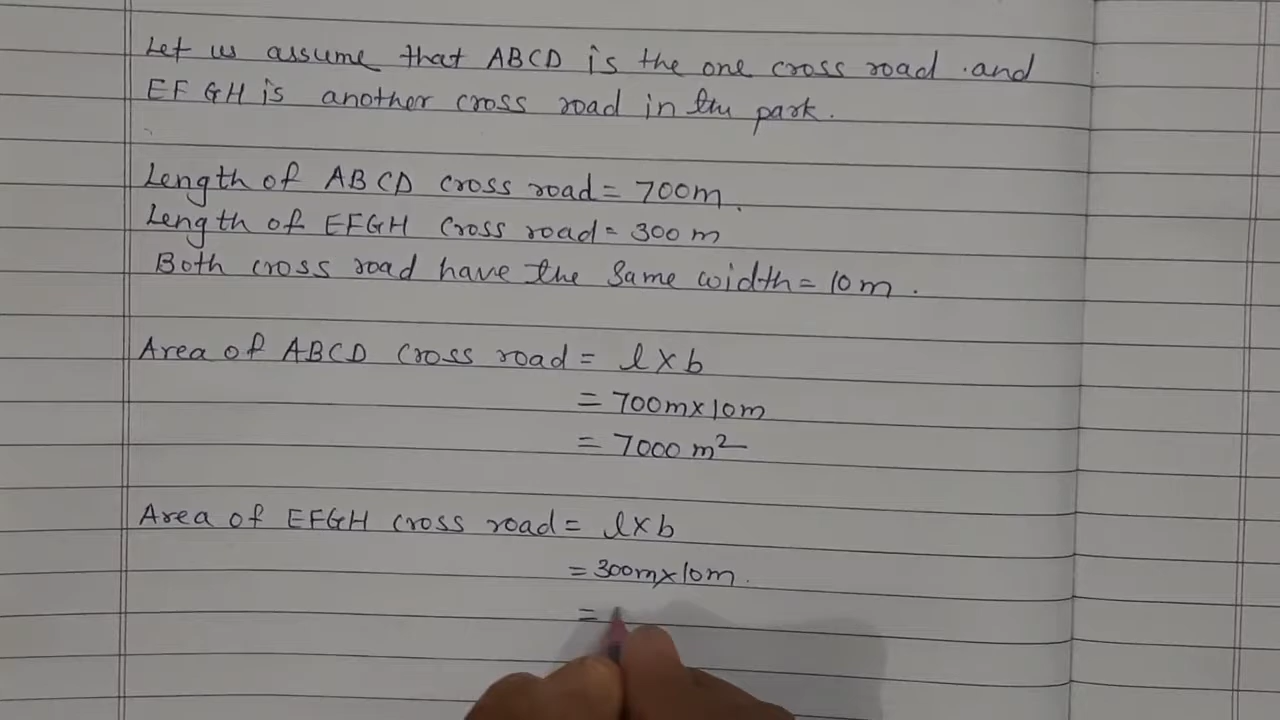 Let us assume that ABCD is the one cross road .and
EFGH is another cross road in the park.
Length of ABCD cross road = 700m.
Length of EFGH cross road = 300 m
Both cross road have the same width = 10m.
Area of ABCD cross road = l × b
= 700m × 10m
= 7000 m²
Area of EFGH cross road = l × b
= 300m × 10m.
=